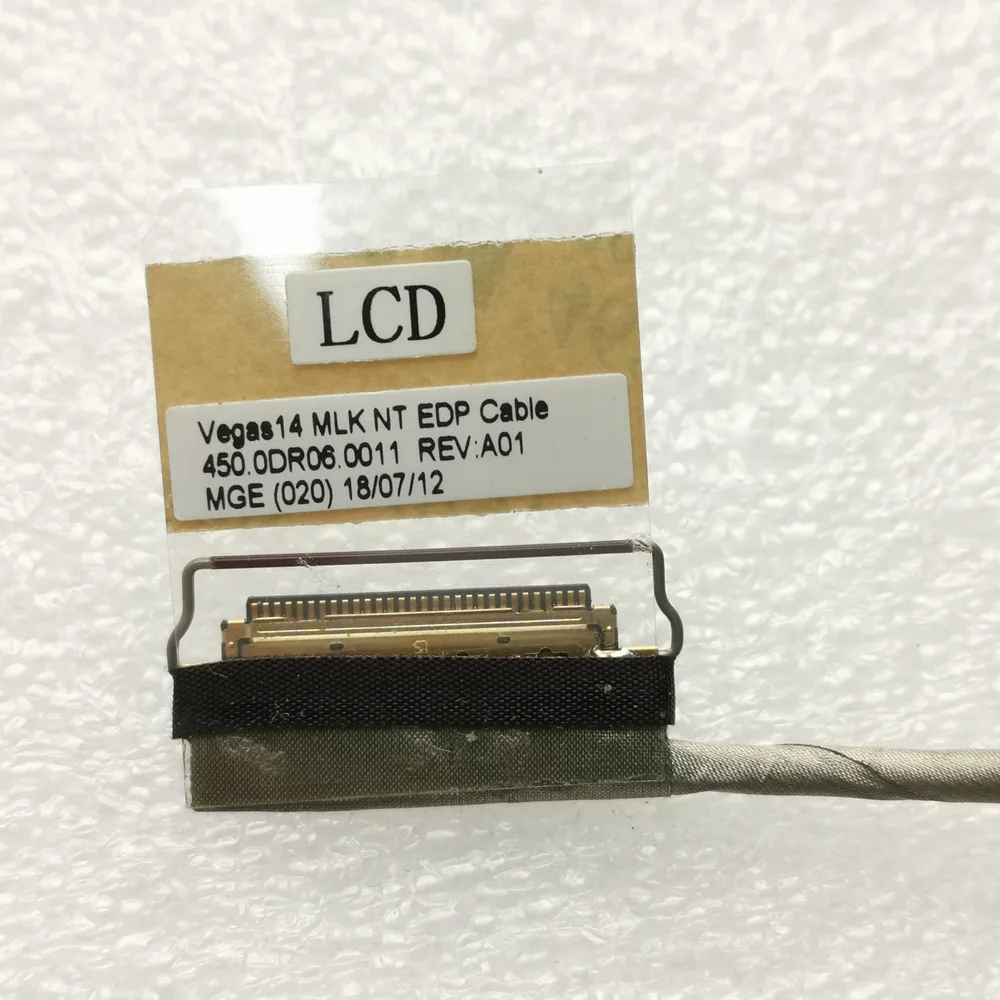 LCD
Vegas14 MLK NT EDP Cable
450.0DR06.0011 REV:A01
MGE (020) 18/07/12